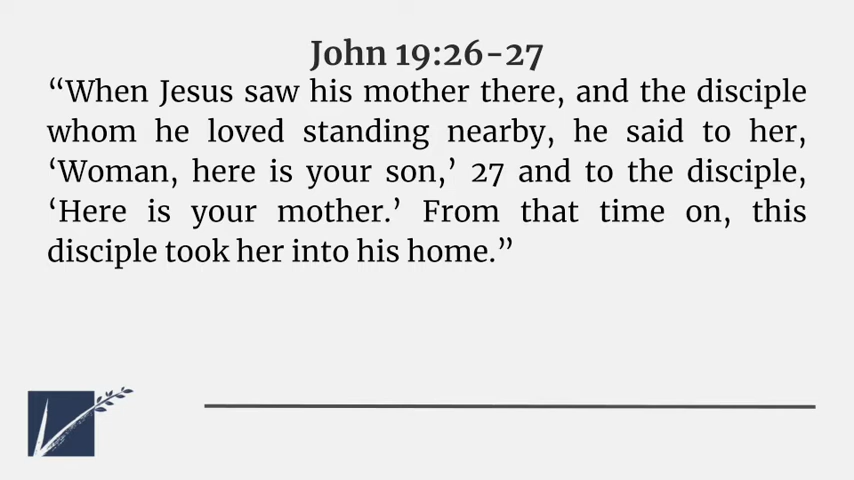 John 19:26-27
“When Jesus saw his mother there, and the disciple
whom he loved standing nearby, he said to her,
‘Woman, here is your son,’ 27 and to the disciple,
‘Here is your mother.’ From that time on, this
disciple took her into his home.”